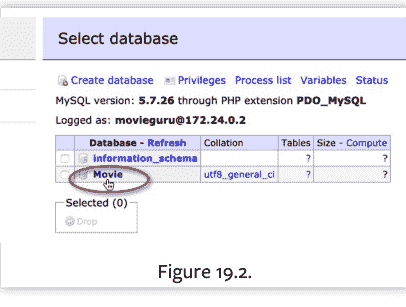 Select database
Create database Privileges Process list Variables Status
MySQL version: 5.7.26 through PHP extension PDO_MySQL
Logged as: movieguru@172.24.0.2
Database - Refresh Collation Tables Size - Compute
information_schema ? ?
Movie utf8_general_ci ? ?
Selected (0)
Drop
Figure 19.2.